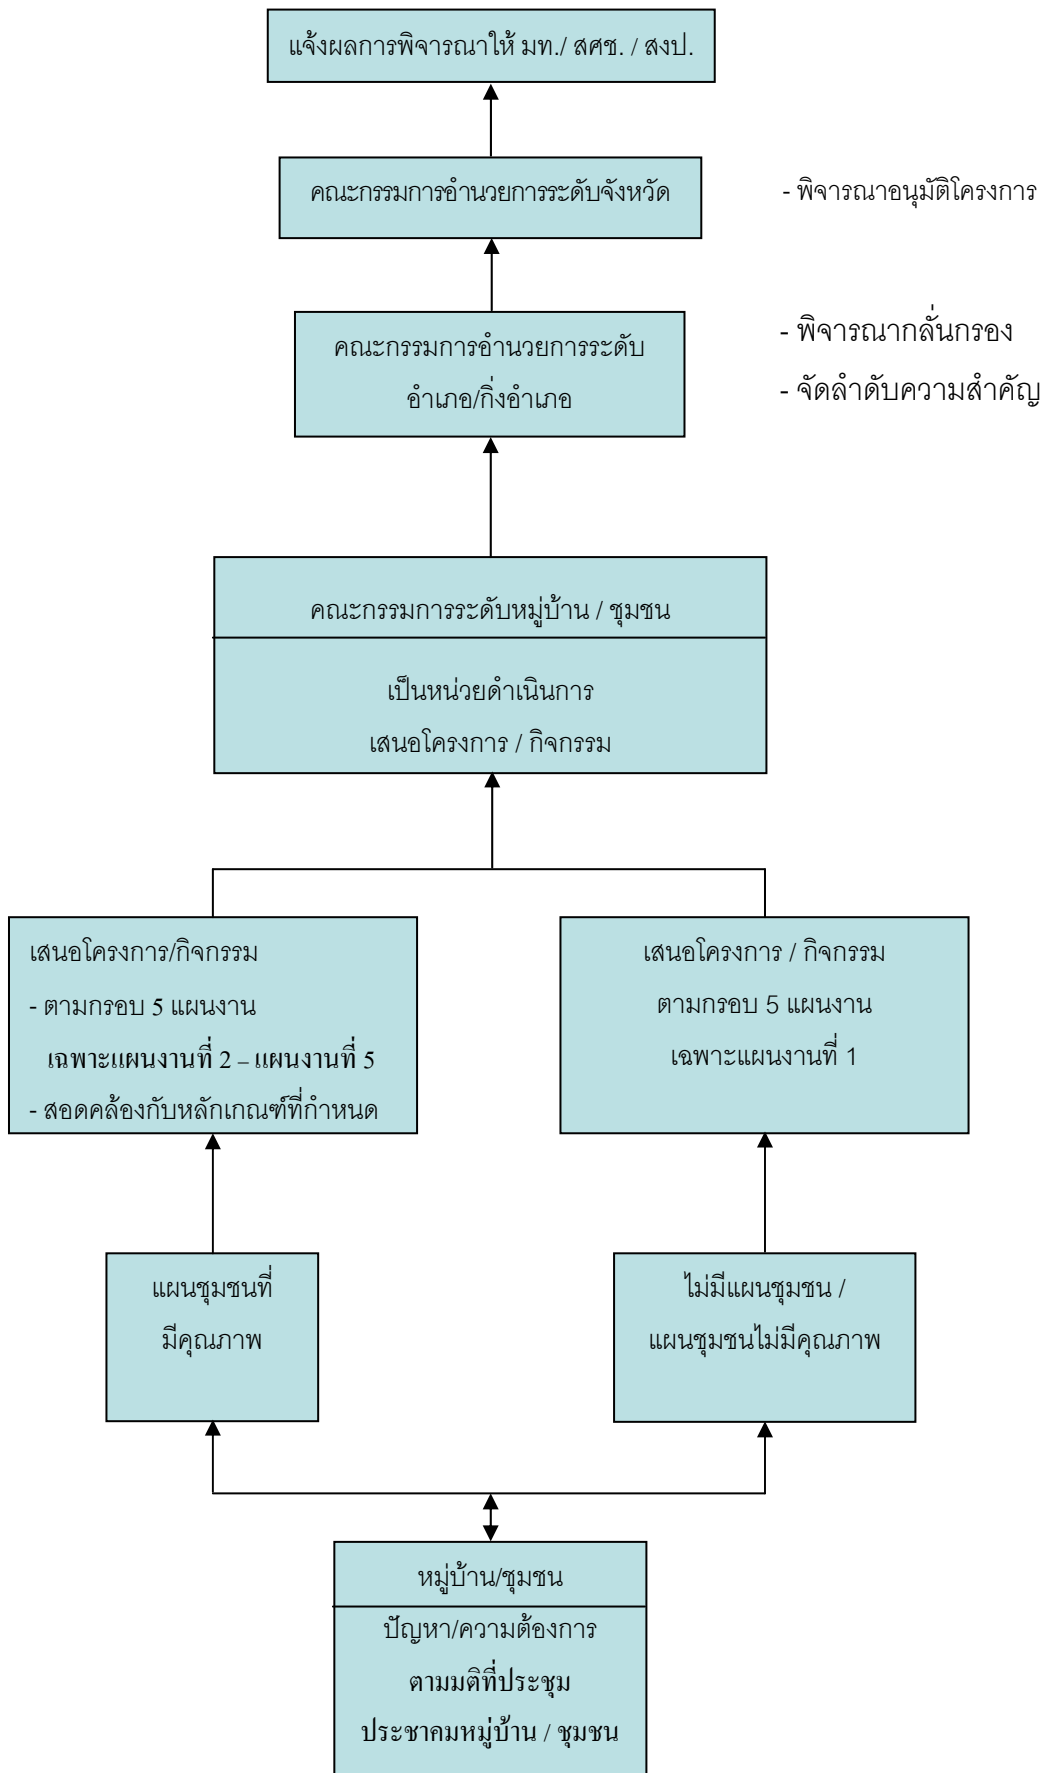 แจ้งผลการพิจารณาให้ มท./ สศช. / สงป.
คณะกรรมการอำนวยการระดับจังหวัด
- พิจารณาอนุมัติโครงการ
คณะกรรมการอำนวยการระดับ
อำเภอ/กิ่งอำเภอ
- พิจารณากลั่นกรอง
- จัดลำดับความสำคัญ
คณะกรรมการระดับหมู่บ้าน / ชุมชน
เป็นหน่วยดำเนินการ
เสนอโครงการ / กิจกรรม
เสนอโครงการ/กิจกรรม
- ตามกรอบ 5 แผนงาน
เฉพาะแผนงานที่ 2 – แผนงานที่ 5
- สอดคล้องกับหลักเกณฑ์ที่กำหนด
เสนอโครงการ / กิจกรรม
ตามกรอบ 5 แผนงาน
เฉพาะแผนงานที่ 1
แผนชุมชนที่
มีคุณภาพ
ไม่มีแผนชุมชน /
แผนชุมชนไม่มีคุณภาพ
หมู่บ้าน/ชุมชน
ปัญหา/ความต้องการ
ตามมติที่ประชุม
ประชาคมหมู่บ้าน / ชุมชน